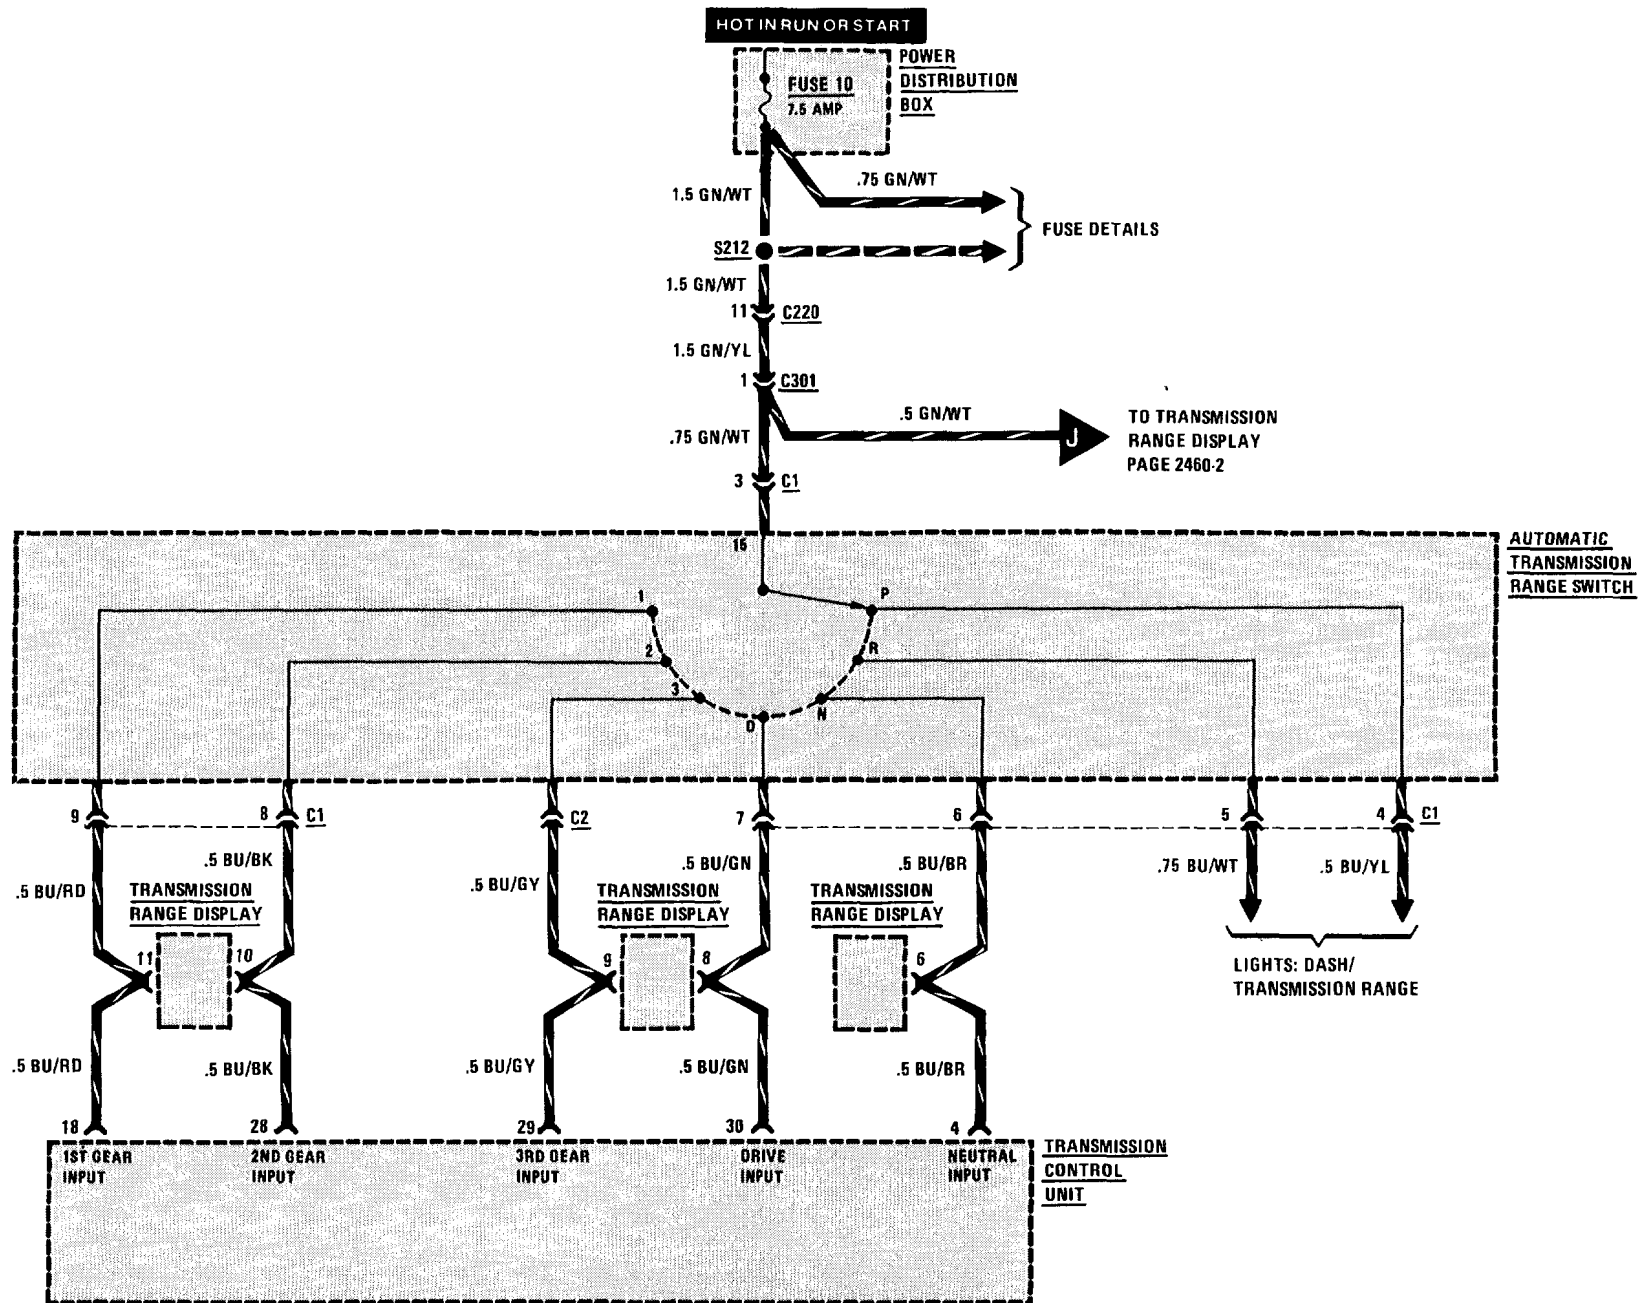 HOT IN RUN OR START
POWER
DISTRIBUTION
BOX
FUSE 10
7.5 AMP
1.5 GN/WT
.75 GN/WT
FUSE DETAILS
S212
1.5 GN/WT
11
C220
1.5 GN/YL
1
C301
.5 GN/WT
J
TO TRANSMISSION
RANGE DISPLAY
PAGE 2460-2
.75 GN/WT
3
C1
15
AUTOMATIC
TRANSMISSION
RANGE SWITCH
1
P
2
R
3
D
N
9
8
C1
C2
7
6
5
4
C1
.5 BU/RD
.5 BU/BK
.5 BU/GY
.5 BU/GN
.5 BU/BR
.75 BU/WT
.5 BU/YL
TRANSMISSION
RANGE DISPLAY
TRANSMISSION
RANGE DISPLAY
TRANSMISSION
RANGE DISPLAY
11
10
9
8
6
LIGHTS: DASH/
TRANSMISSION RANGE
.5 BU/RD
.5 BU/BK
.5 BU/GY
.5 BU/GN
.5 BU/BR
18
28
29
30
4
1ST GEAR
INPUT
2ND GEAR
INPUT
3RD GEAR
INPUT
DRIVE
INPUT
NEUTRAL
INPUT
TRANSMISSION
CONTROL
UNIT